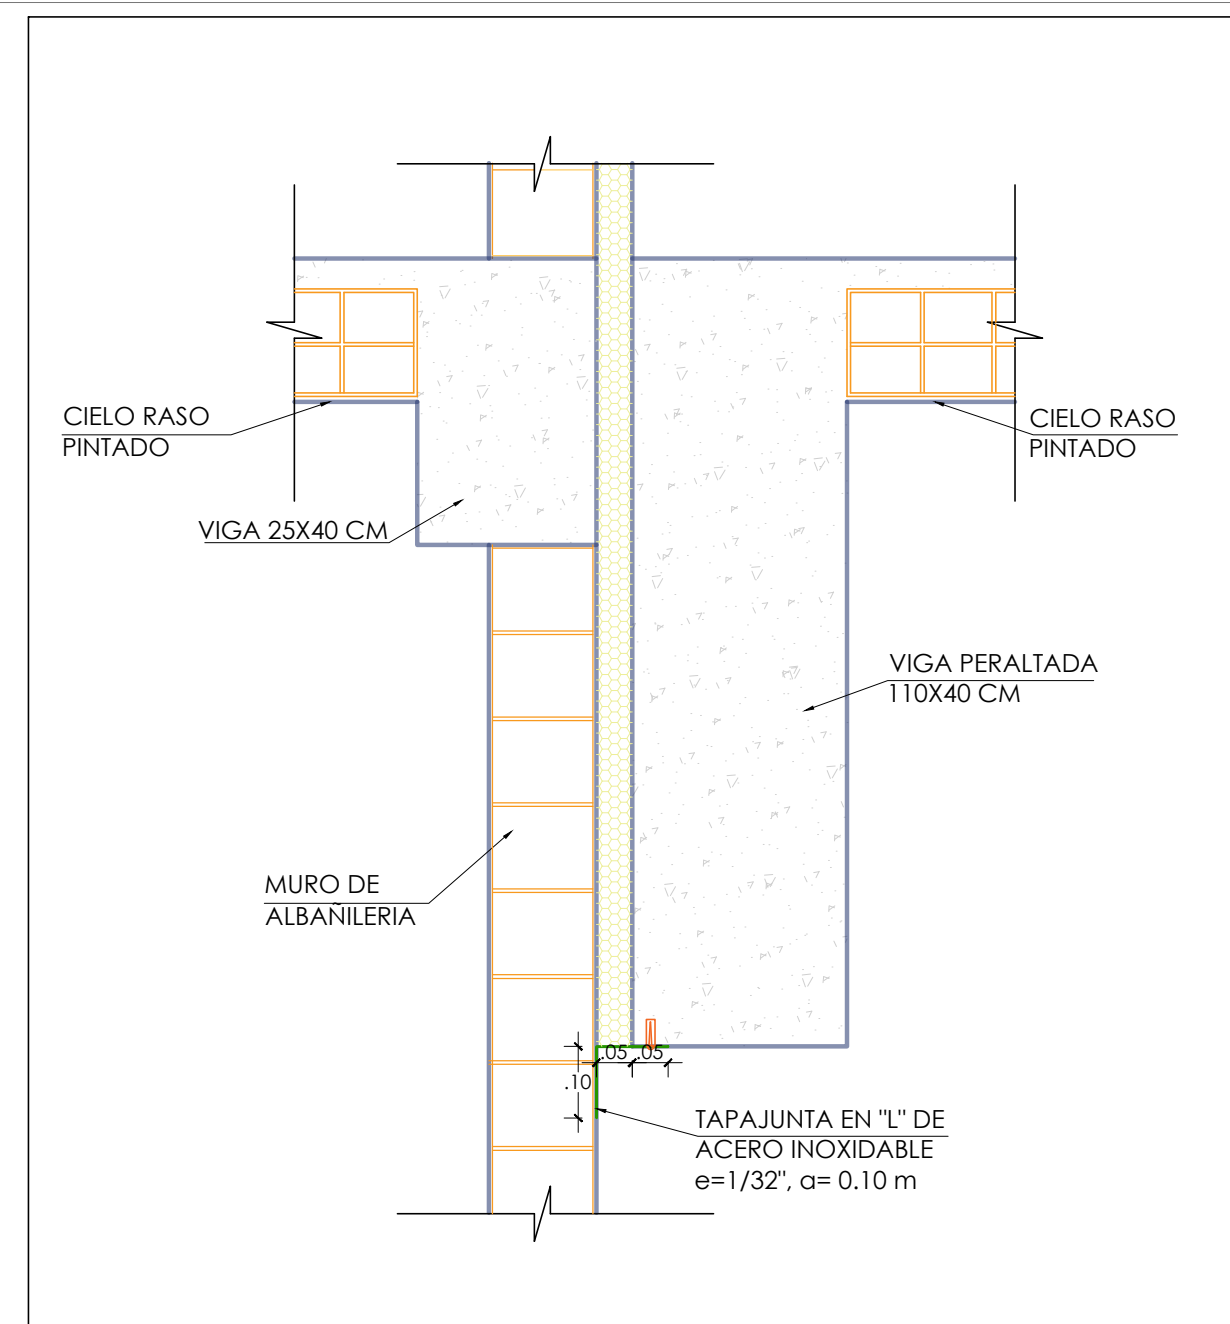 CIELO RASO
PINTADO
CIELO RASO
PINTADO
VIGA 25X40 CM
VIGA PERALTADA
110X40 CM
MURO DE
ALBAÑILERIA
.05 .05
.10
TAPAJUNTA EN "L" DE
ACERO INOXIDABLE
e=1/32", a= 0.10 m